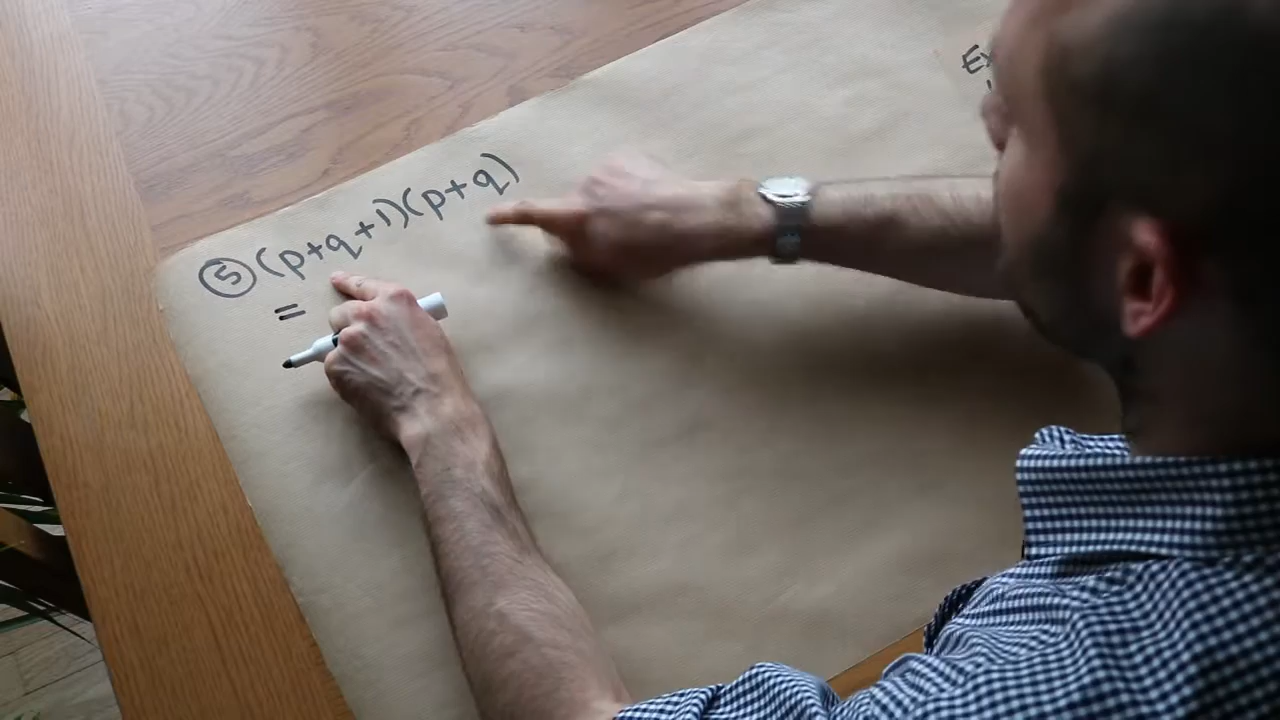 ⑤ (p+q+1)(p+q)
=